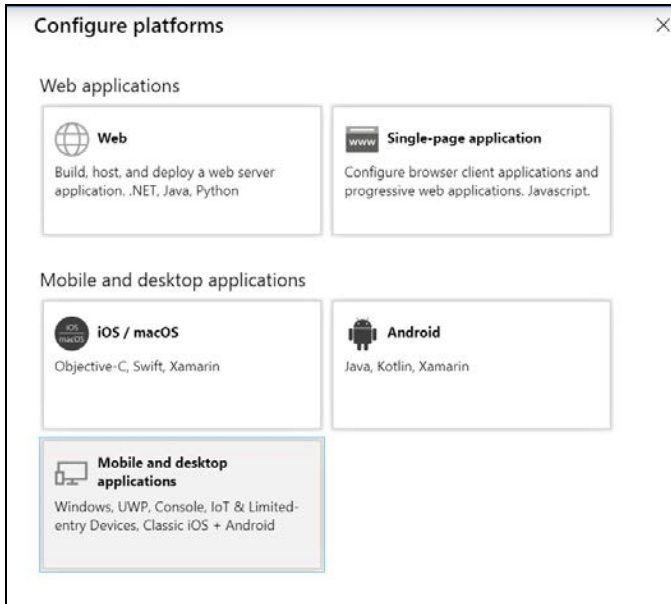 Configure platforms
Web applications
Web
Build, host, and deploy a web server
application. .NET, Java, Python
www
Single-page application
Configure browser client applications and
progressive web applications. Javascript.
Mobile and desktop applications
iOS
macOS
iOS / macOS
Objective-C, Swift, Xamarin
Android
Java, Kotlin, Xamarin
Mobile and desktop
applications
Windows, UWP, Console, IoT & Limited-
entry Devices, Classic iOS + Android